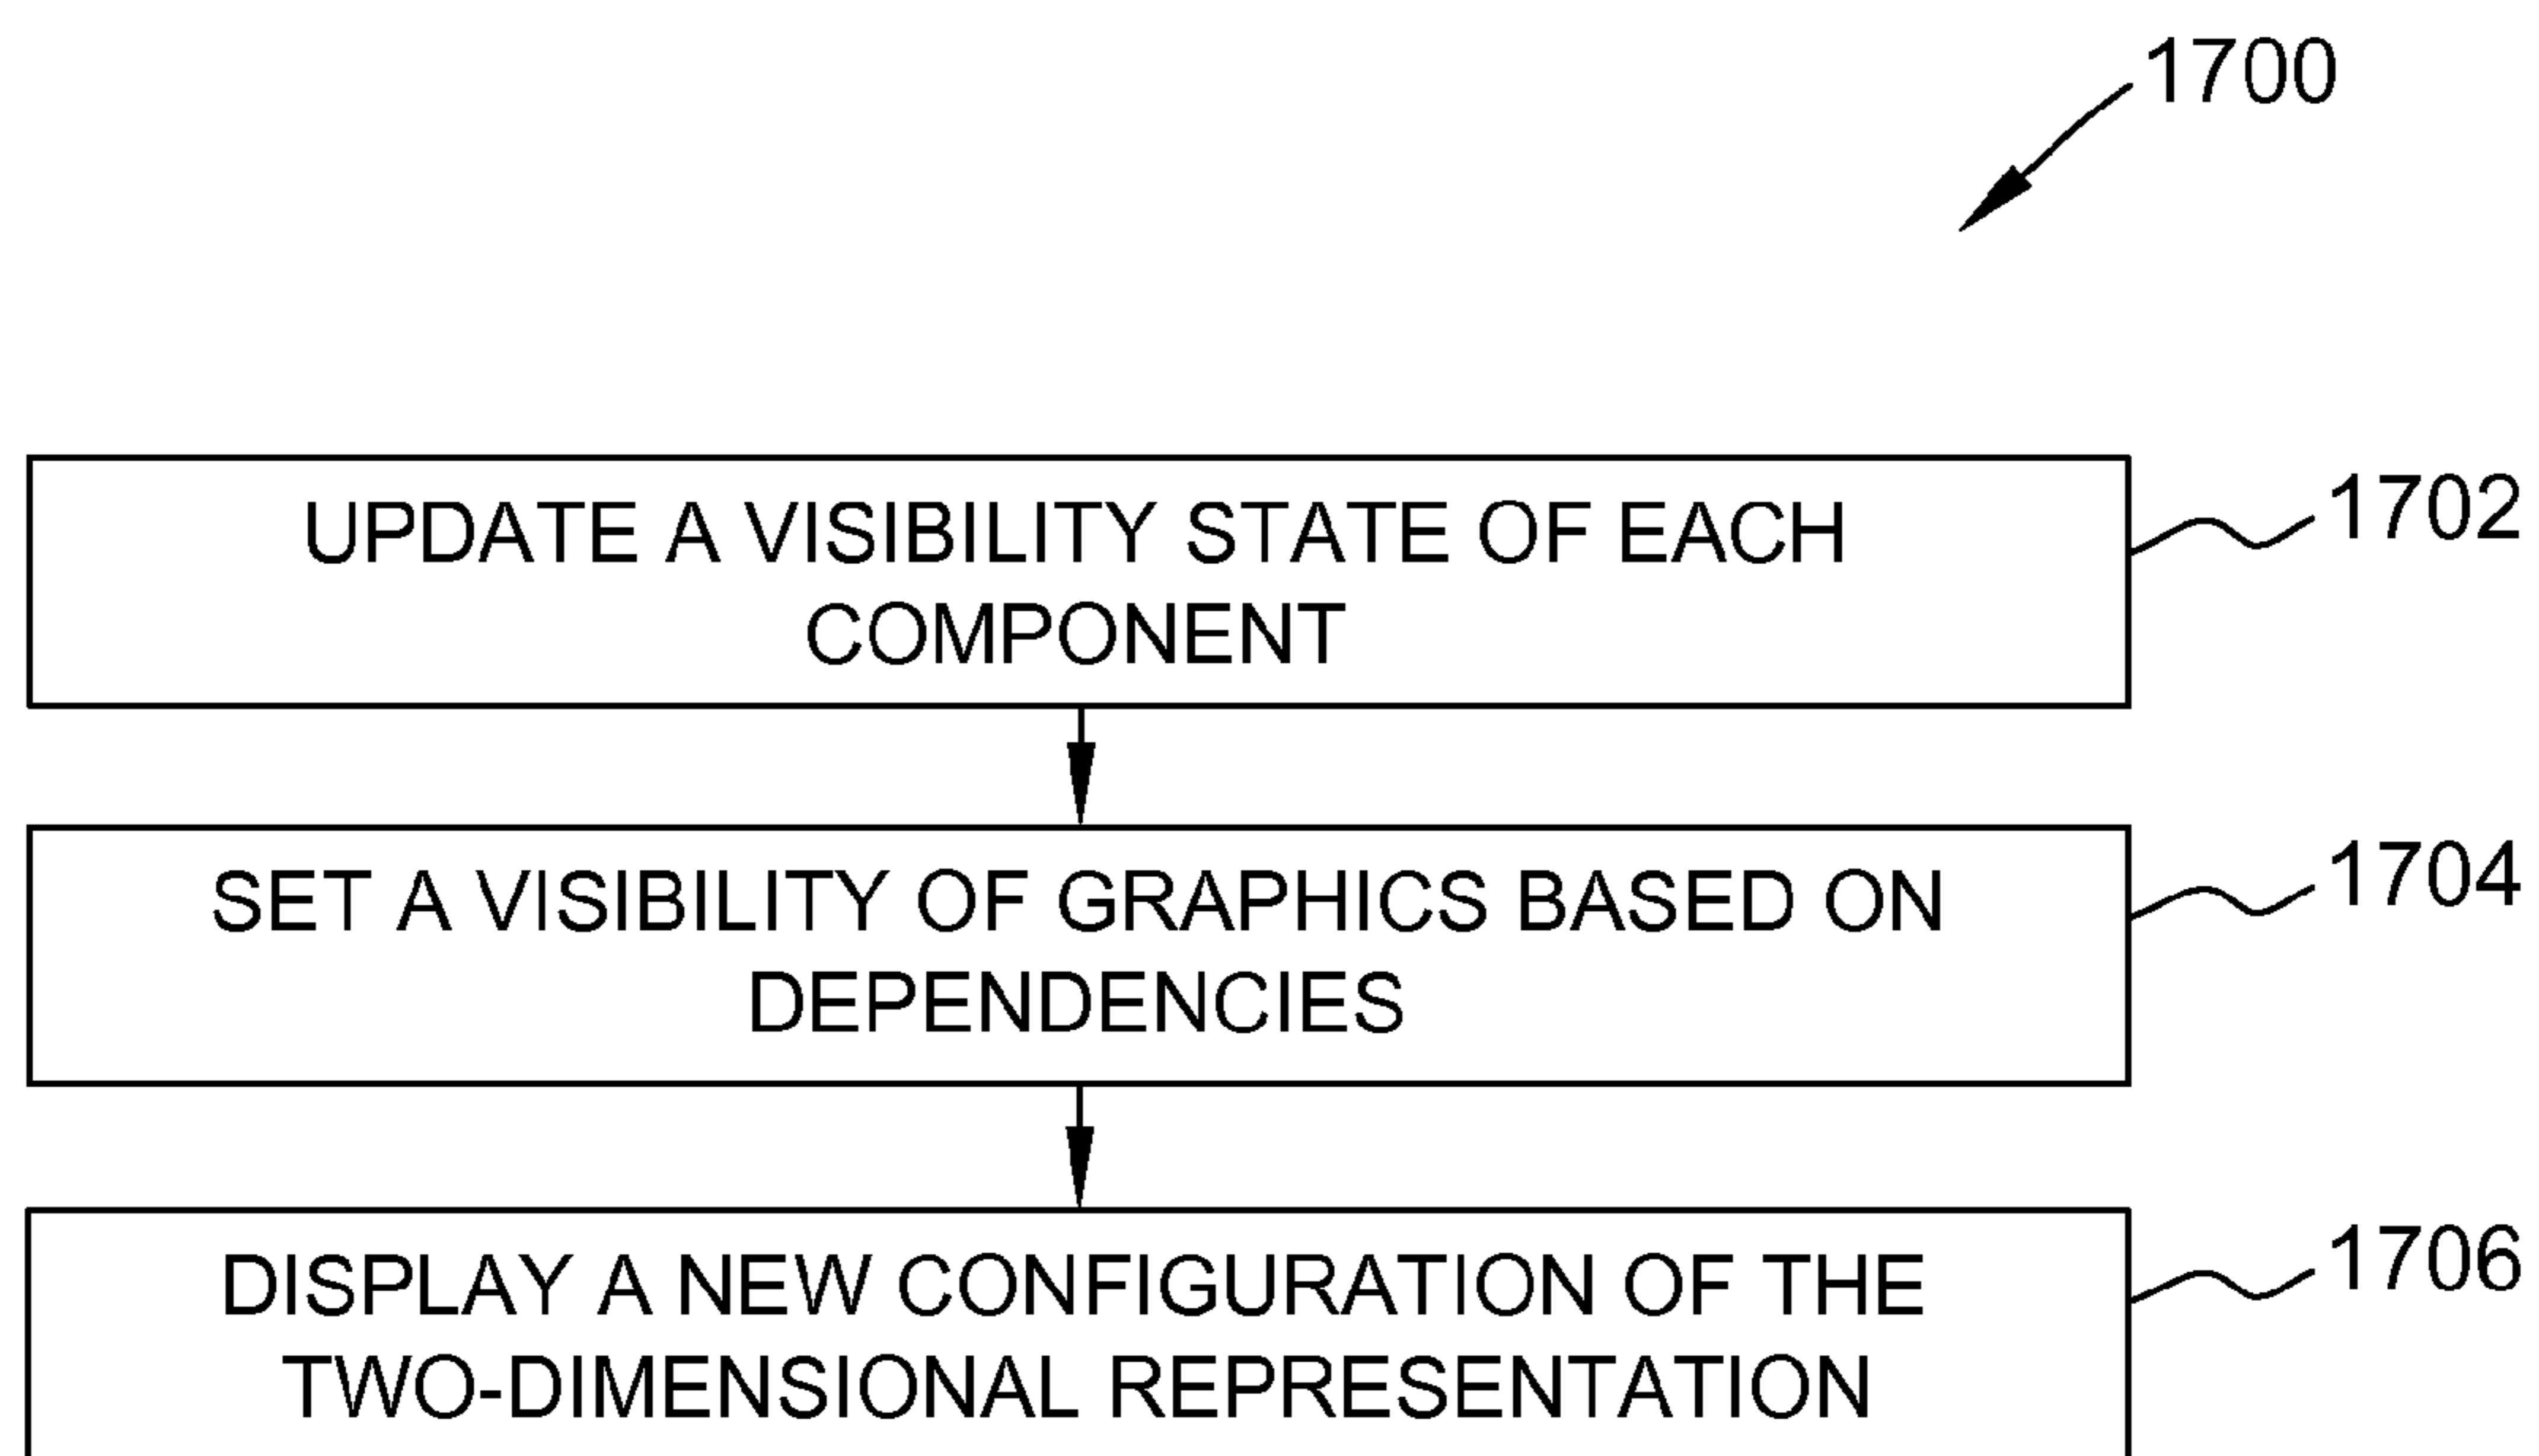 1700
UPDATE A VISIBILITY STATE OF EACH
COMPONENT
1702
SET A VISIBILITY OF GRAPHICS BASED ON
DEPENDENCIES
1704
DISPLAY A NEW CONFIGURATION OF THE
TWO-DIMENSIONAL REPRESENTATION
1706